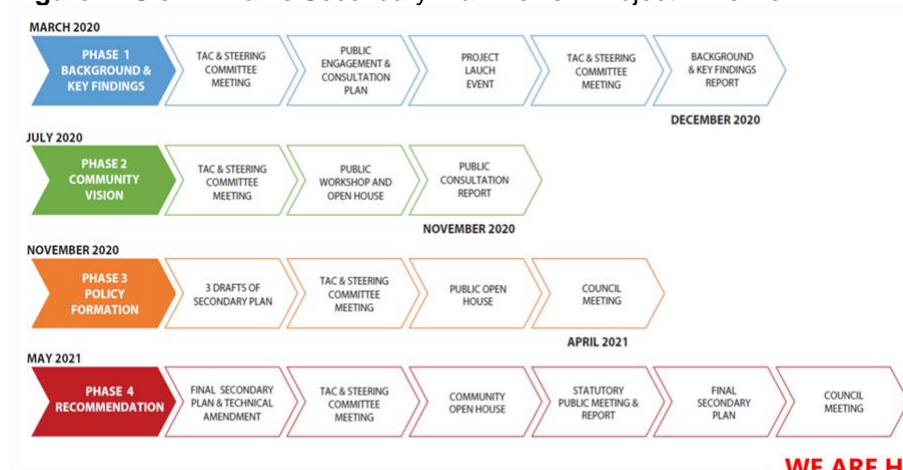 MARCH 2020
PHASE 1
BACKGROUND &
KEY FINDINGS
TAC & STEERING
COMMITTEE
MEETING
PUBLIC
ENGAGEMENT &
CONSULTATION
PLAN
PROJECT
LAUCH
EVENT
TAC & STEERING
COMMITTEE
MEETING
BACKGROUND
& KEY FINDINGS
REPORT
DECEMBER 2020
JULY 2020
PHASE 2
COMMUNITY
VISION
TAC & STEERING
COMMITTEE
MEETING
PUBLIC
WORKSHOP AND
OPEN HOUSE
PUBLIC
CONSULTATION
REPORT
NOVEMBER 2020
NOVEMBER 2020
PHASE 3
POLICY
FORMATION
3 DRAFTS OF
SECONDARY PLAN
TAC & STEERING
COMMITTEE
MEETING
PUBLIC OPEN
HOUSE
COUNCIL
MEETING
APRIL 2021
MAY 2021
PHASE 4
RECOMMENDATION
FINAL SECONDARY
PLAN & TECHNICAL
AMENDMENT
TAC & STEERING
COMMITTEE
MEETING
COMMUNITY
OPEN HOUSE
STATUTORY
PUBLIC MEETING &
REPORT
FINAL
SECONDARY
PLAN
COUNCIL
MEETING
WE ARE H